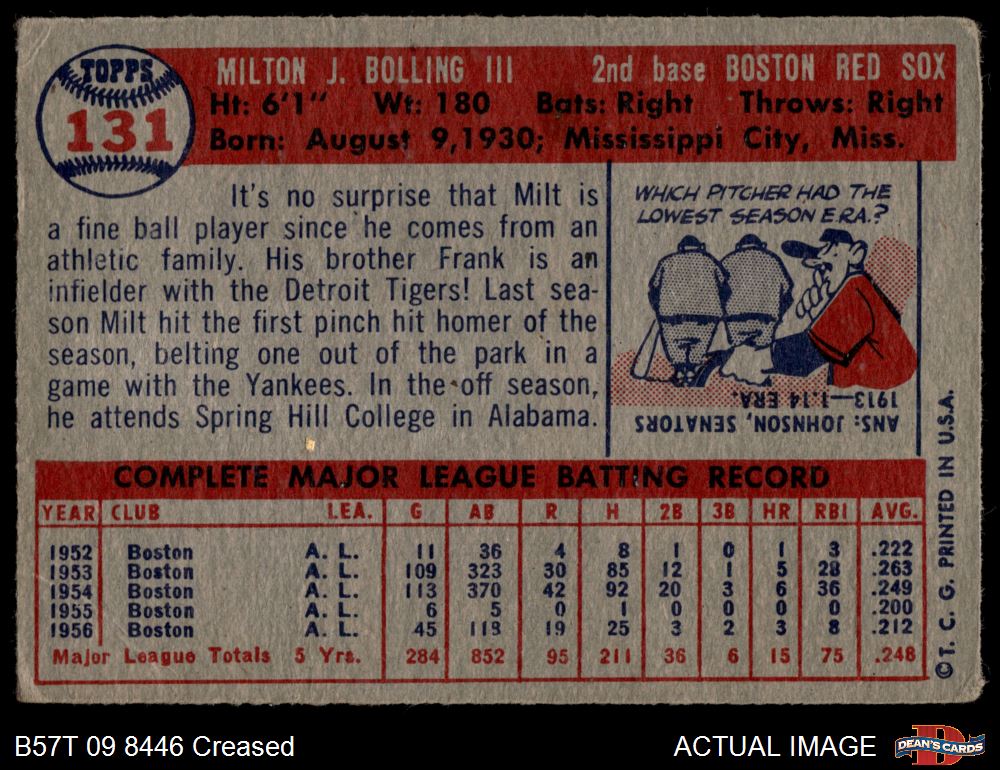 TOPPS
131
MILTON J. BOLLING III 2nd base BOSTON RED SOX
Ht: 6'1" Wt: 180 Bats: Right Throws: Right
Born: August 9, 1930; Mississippi City, Miss.
It's no surprise that Milt is
a fine ball player since he comes from an
athletic family. His brother Frank is an
infielder with the Detroit Tigers! Last sea-
son Milt hit the first pinch hit homer of the
season, belting one out of the park in a
game with the Yankees. In the off season,
he attends Spring Hill College in Alabama.
WHICH PITCHER HAD THE
LOWEST SEASON ERA?
ANS: JOHNSON, SENATORS
1913—1.14 ERA.
COMPLETE MAJOR LEAGUE BATTING RECORD
YEAR CLUB LEA. G AB R H 2B 3B HR RBI AVG.
1952 Boston A. L. 11 36 4 8 1 0 1 3 .222
1953 Boston A. L. 109 323 30 85 12 1 5 28 .263
1954 Boston A. L. 113 370 42 92 20 3 6 36 .249
1955 Boston A. L. 6 5 0 1 0 0 0 0 .200
1956 Boston A. L. 45 118 19 25 3 2 3 8 .212
Major League Totals 5 Yrs. 284 852 95 211 36 6 15 75 .248
© T. C. G. PRINTED IN U.S.A.
B57T 09 8446 Creased
ACTUAL IMAGE
DEAN'S CARDS